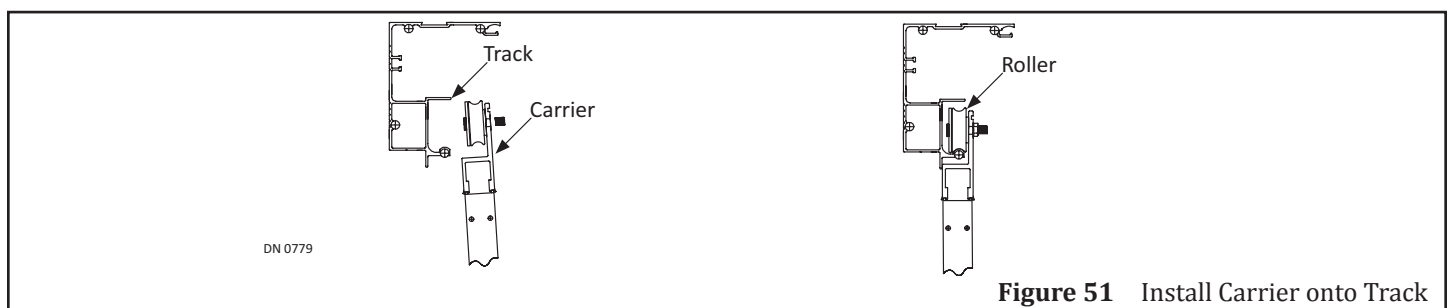 Track
Carrier
Roller
DN 0779
Figure 51 Install Carrier onto Track